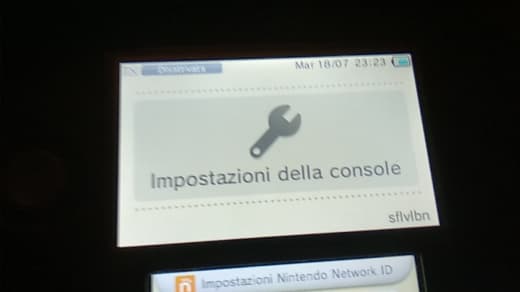 Mar 18/07 23:23
Impostazioni della console
sflvlbn
Impostazioni Nintendo Network ID